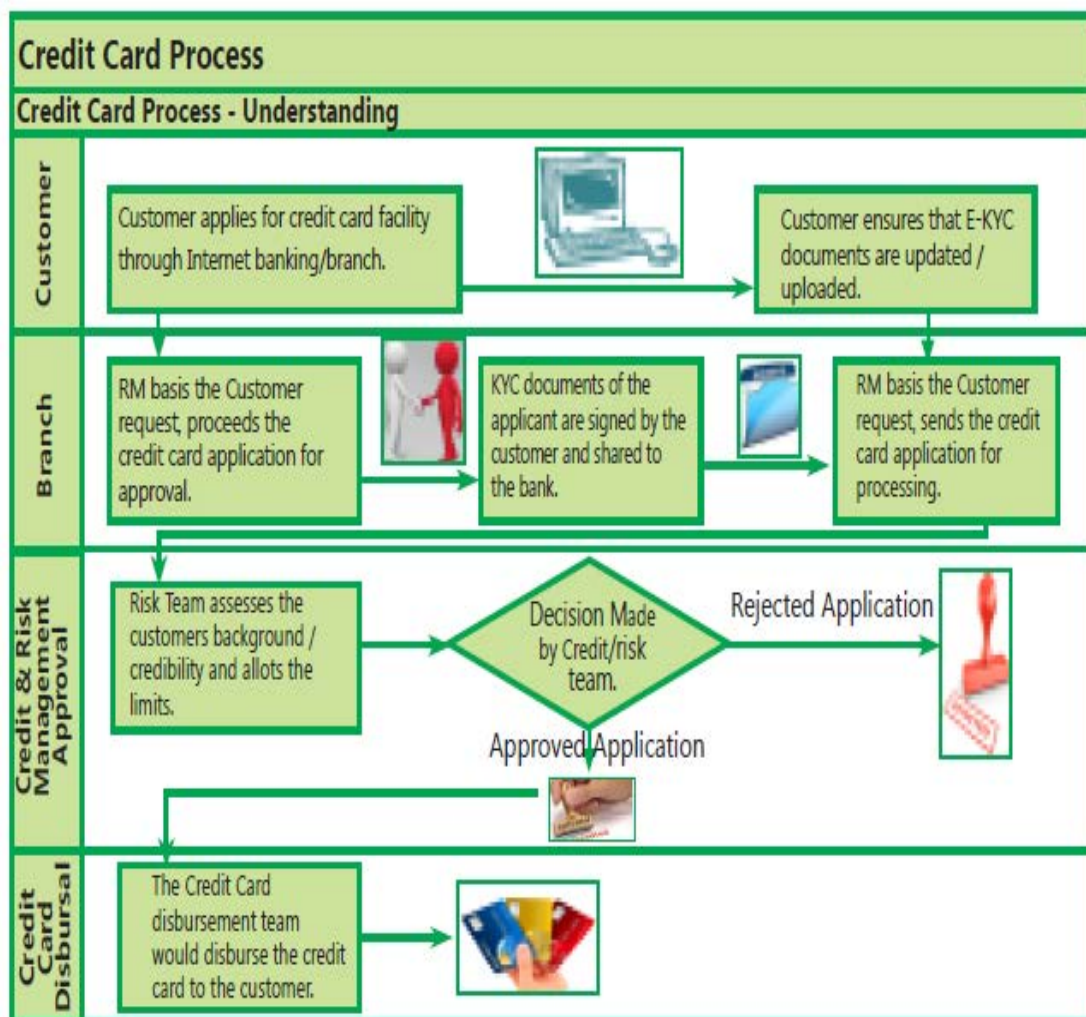 Credit Card Process
Credit Card Process - Understanding
Customer
Customer applies for credit card facility
through Internet banking/branch.
Customer ensures that E-KYC
documents are updated /
uploaded.
Branch
RM basis the Customer
request, proceeds the
credit card application for
approval.
KYC documents of the
applicant are signed by the
customer and shared to
the bank.
RM basis the Customer
request, sends the credit
card application for
processing.
Credit & Risk
Management
Approval
Risk Team assesses the
customers background /
credibility and allots the
limits.
Decision Made
by Credit/risk
team.
Rejected Application
Approved Application
Credit
Card
Disbursal
The Credit Card
disbursement team
would disburse the credit
card to the customer.